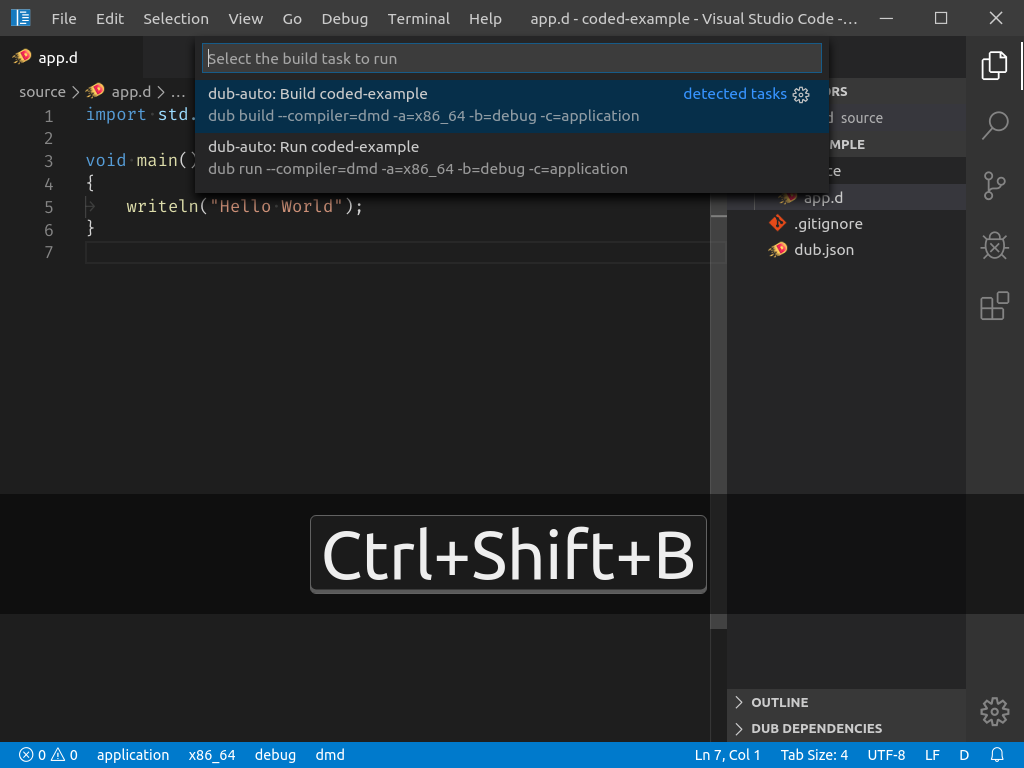 File Edit Selection View Go Debug Terminal Help app.d - coded-example - Visual Studio Code -...
app.d
Select the build task to run
dub-auto: Build coded-example detected tasks
dub build --compiler=dmd -a=x86_64 -b=debug -c=application
dub-auto: Run coded-example
dub run --compiler=dmd -a=x86_64 -b=debug -c=application
source > app.d > ...
1 import std.
2
3 void main()
4 {
5 writeln("Hello World");
6 }
7
ORS
d source
MPLE
ce
app.d
.gitignore
dub.json
Ctrl+Shift+B
OUTLINE
DUB DEPENDENCIES
0 0 application x86_64 debug dmd Ln 7, Col 1 Tab Size: 4 UTF-8 LF D